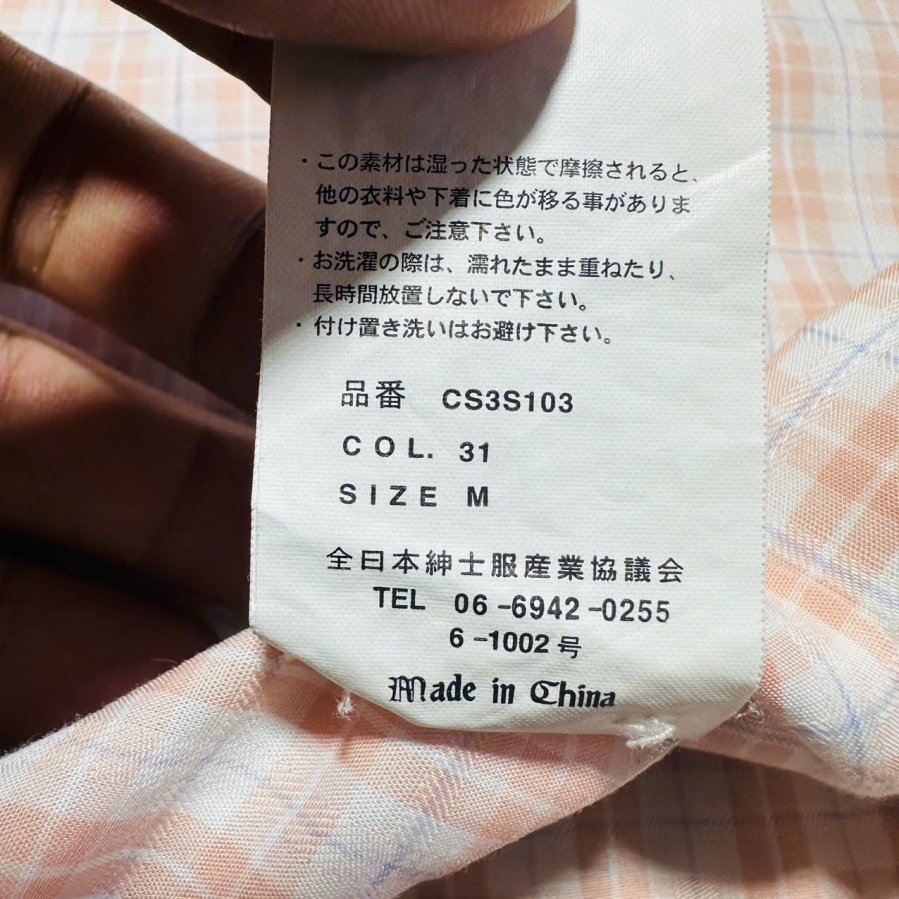 ・この素材は湿った状態で摩擦されると、
他の衣料や下着に色が移る事がありま
すので、ご注意下さい。
・お洗濯の際は、濡れたまま重ねたり、
長時間放置しないで下さい。
・付け置き洗いはお避け下さい。
品番 CS3S103
COL. 31
SIZE M
全日本紳士服産業協議会
TEL 06-6942-0255
6-1002号
Made in China